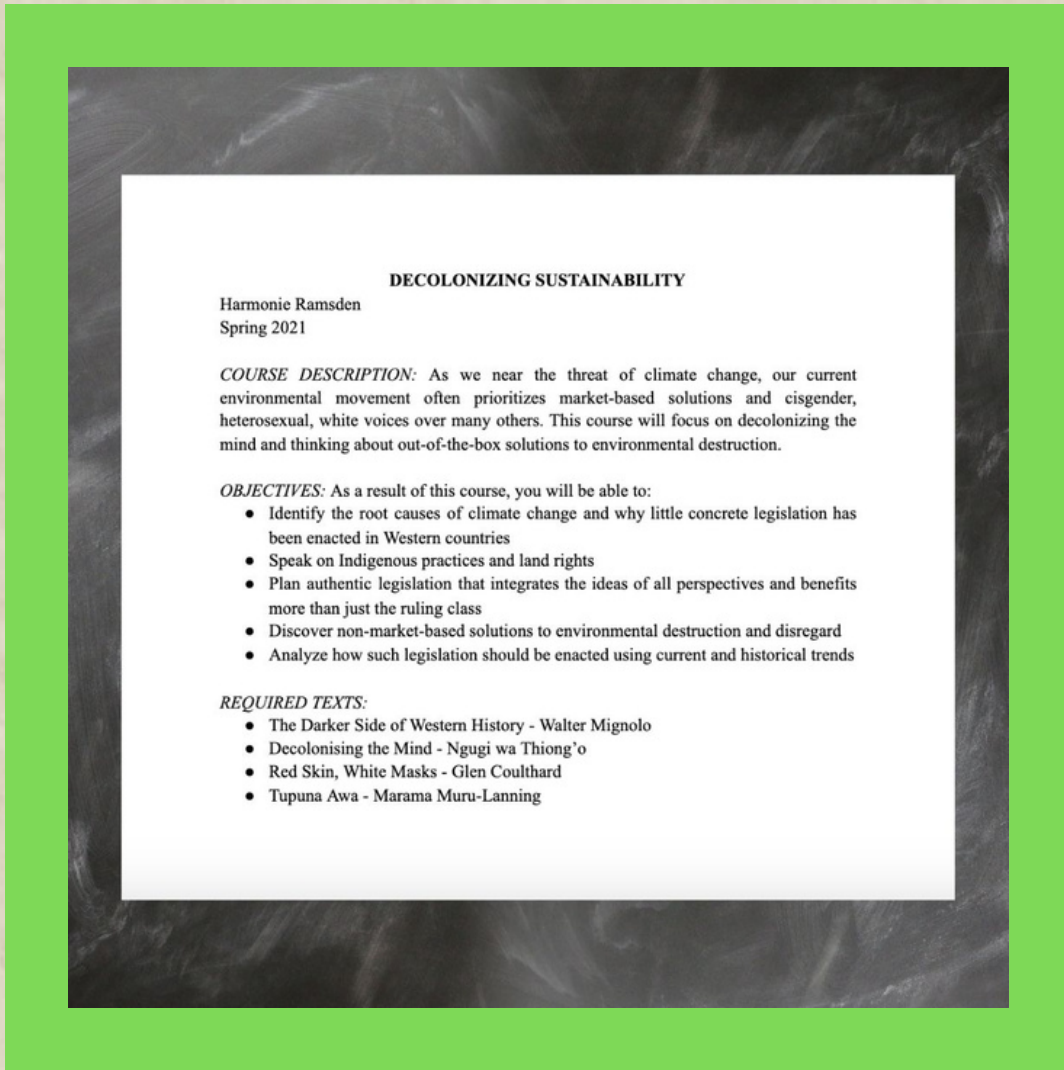 DECOLONIZING SUSTAINABILITY
Harmonie Ramsden
Spring 2021
COURSE DESCRIPTION: As we near the threat of climate change, our current
environmental movement often prioritizes market-based solutions and cisgender,
heterosexual, white voices over many others. This course will focus on decolonizing the
mind and thinking about out-of-the-box solutions to environmental destruction.
OBJECTIVES: As a result of this course, you will be able to:
● Identify the root causes of climate change and why little concrete legislation has
been enacted in Western countries
● Speak on Indigenous practices and land rights
● Plan authentic legislation that integrates the ideas of all perspectives and benefits
more than just the ruling class
● Discover non-market-based solutions to environmental destruction and disregard
● Analyze how such legislation should be enacted using current and historical trends
REQUIRED TEXTS:
● The Darker Side of Western History - Walter Mignolo
● Decolonising the Mind - Ngugi wa Thiong’o
● Red Skin, White Masks - Glen Coulthard
● Tupuna Awa - Marama Muru-Lanning